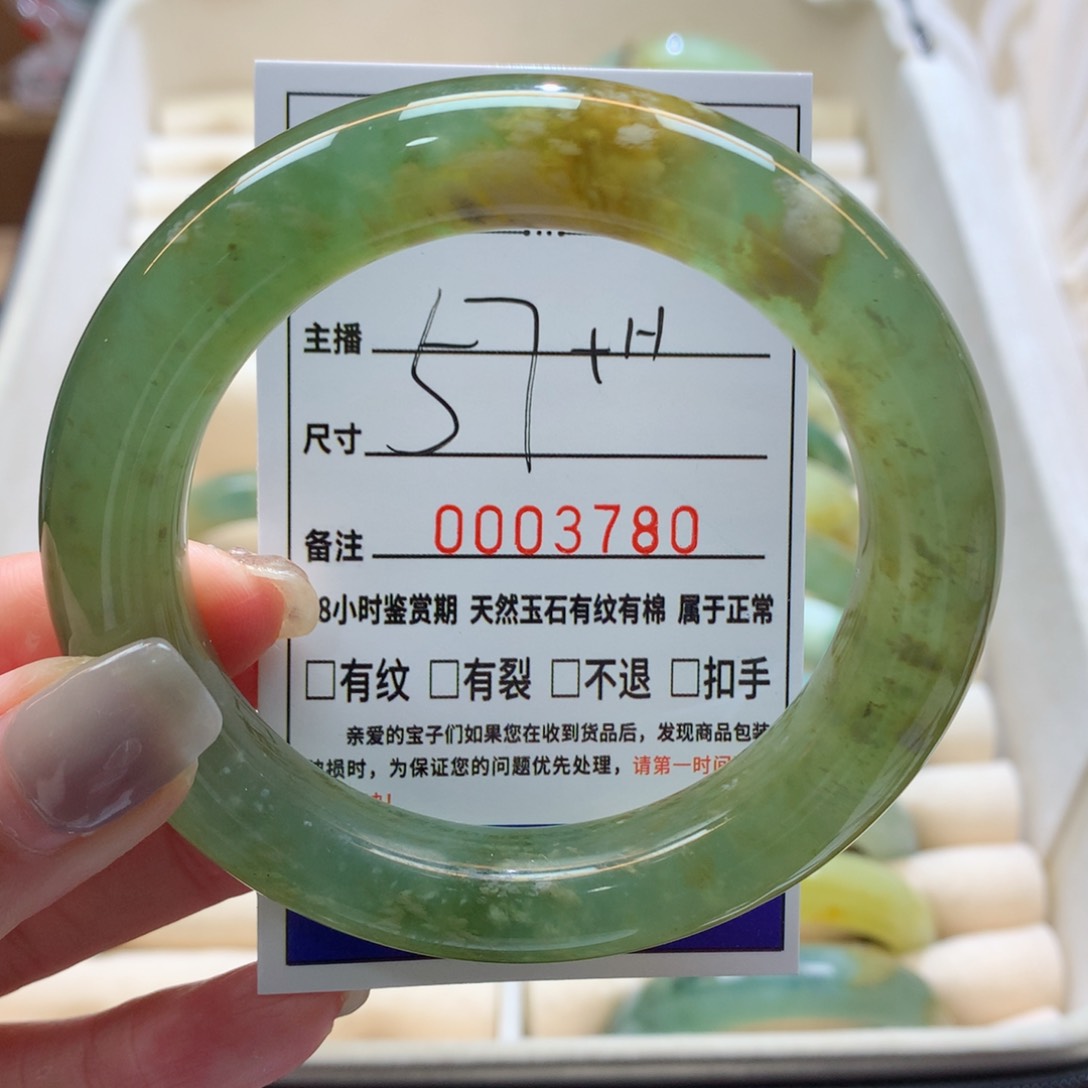 主播
57+H
尺寸
备注 0003780
8小时鉴赏期 天然玉石有纹有棉 属于正常
□有纹 □有裂 □不退 □扣手
亲爱的宝子们如果您在收到货品后，发现商品包装
破损时，为保证您的问题优先处理，请第一时间